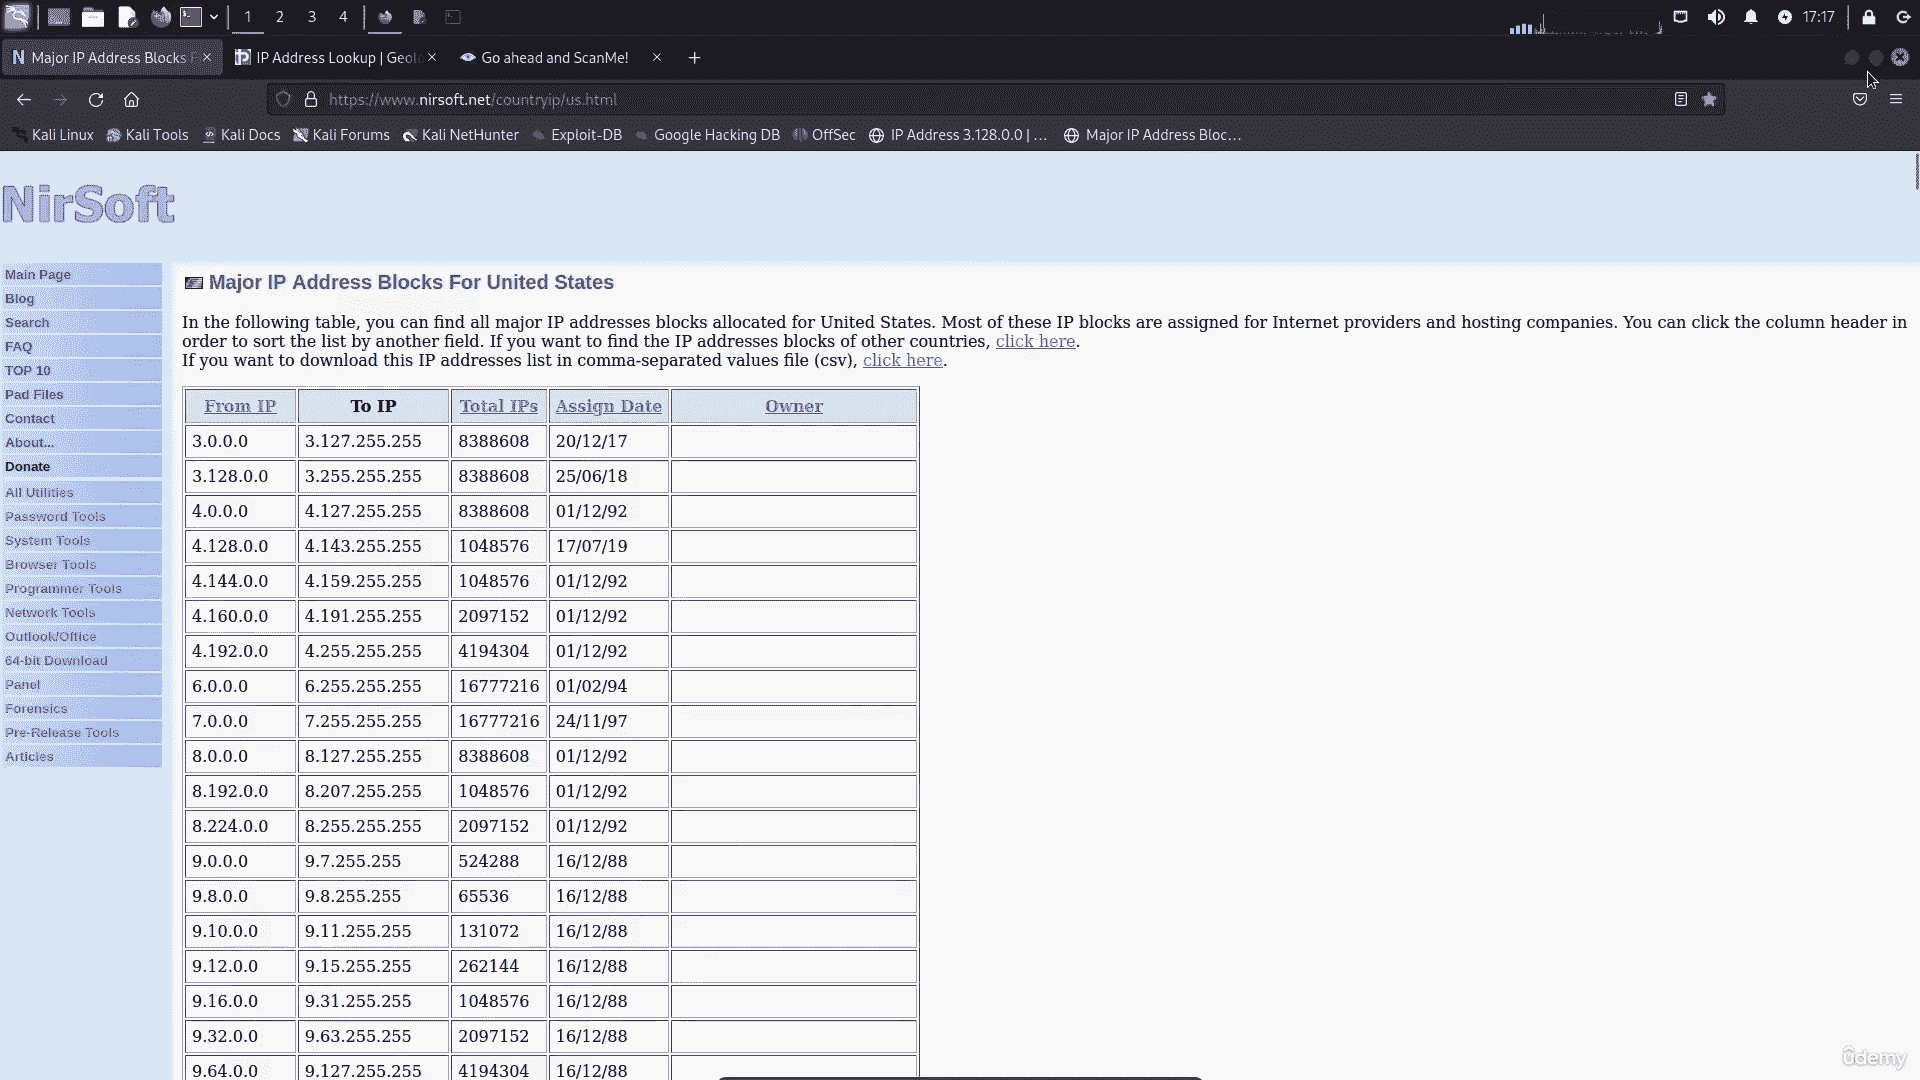 1 2 3 4 17:17
Major IP Address Blocks F IP Address Lookup | Geol Go ahead and ScanMe!
https://www.nirsoft.net/countryip/us.html
Kali Linux Kali Tools Kali Docs Kali Forums Kali NetHunter Exploit-DB Google Hacking DB OffSec IP Address 3.128.0.0 | ... Major IP Address Bloc...
NirSoft
Main Page
Blog
Search
FAQ
TOP 10
Pad Files
Contact
About...
Donate
All Utilities
Password Tools
System Tools
Browser Tools
Programmer Tools
Network Tools
Outlook/Office
64-bit Download
Panel
Forensics
Pre-Release Tools
Articles
Major IP Address Blocks For United States
In the following table, you can find all major IP addresses blocks allocated for United States. Most of these IP blocks are assigned for Internet providers and hosting companies. You can click the column header in
order to sort the list by another field. If you want to find the IP addresses blocks of other countries, click here.
If you want to download this IP addresses list in comma-separated values file (csv), click here.
From IP To IP Total IPs Assign Date Owner
3.0.0.0 3.127.255.255 8388608 20/12/17
3.128.0.0 3.255.255.255 8388608 25/06/18
4.0.0.0 4.127.255.255 8388608 01/12/92
4.128.0.0 4.143.255.255 1048576 17/07/19
4.144.0.0 4.159.255.255 1048576 01/12/92
4.160.0.0 4.191.255.255 2097152 01/12/92
4.192.0.0 4.255.255.255 4194304 01/12/92
6.0.0.0 6.255.255.255 16777216 01/02/94
7.0.0.0 7.255.255.255 16777216 24/11/97
8.0.0.0 8.127.255.255 8388608 01/12/92
8.192.0.0 8.207.255.255 1048576 01/12/92
8.224.0.0 8.255.255.255 2097152 01/12/92
9.0.0.0 9.7.255.255 524288 16/12/88
9.8.0.0 9.8.255.255 65536 16/12/88
9.10.0.0 9.11.255.255 131072 16/12/88
9.12.0.0 9.15.255.255 262144 16/12/88
9.16.0.0 9.31.255.255 1048576 16/12/88
9.32.0.0 9.63.255.255 2097152 16/12/88
9.64.0.0 9.127.255.255 4194304 16/12/88
ûdemy